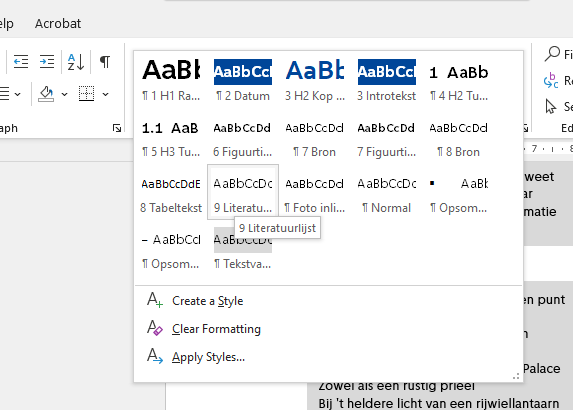 elp Acrobat
AaBb AaBbCcI AaBb AaBbCcI 1 AaBb
¶ 1 H1 Ra... ¶ 2 Datum 3 H2 Kop ... 3 Introtekst ¶ 4 H2 Tu...
1.1 AaB AaBbCcDd AaBbCcDd AaBbCcDd AaBbCcDd
¶ 5 H3 Tu... 6 Figuurti... ¶ 7 Bron 7 Figuurti... ¶ 8 Bron
AaBbCcDdE AaBbCcDc AaBbCcDd AaBbCcDc ▪ AaBb
8 Tabeltekst 9 Literatu... ¶ Foto inli... ¶ Normal ¶ Opsom...
9 Literatuurlijst
– AaBbCcI AaBbCcDc
¶ Opsom... ¶ Tekstva...
Create a Style
Clear Formatting
Apply Styles...
agraph
Fi
Re
Se
Ed
7
8
weet
ar
matie
en punt
n
Palace
Zowel als een rustig prieel
Bij 't heldere licht van een rijwiellantaarn